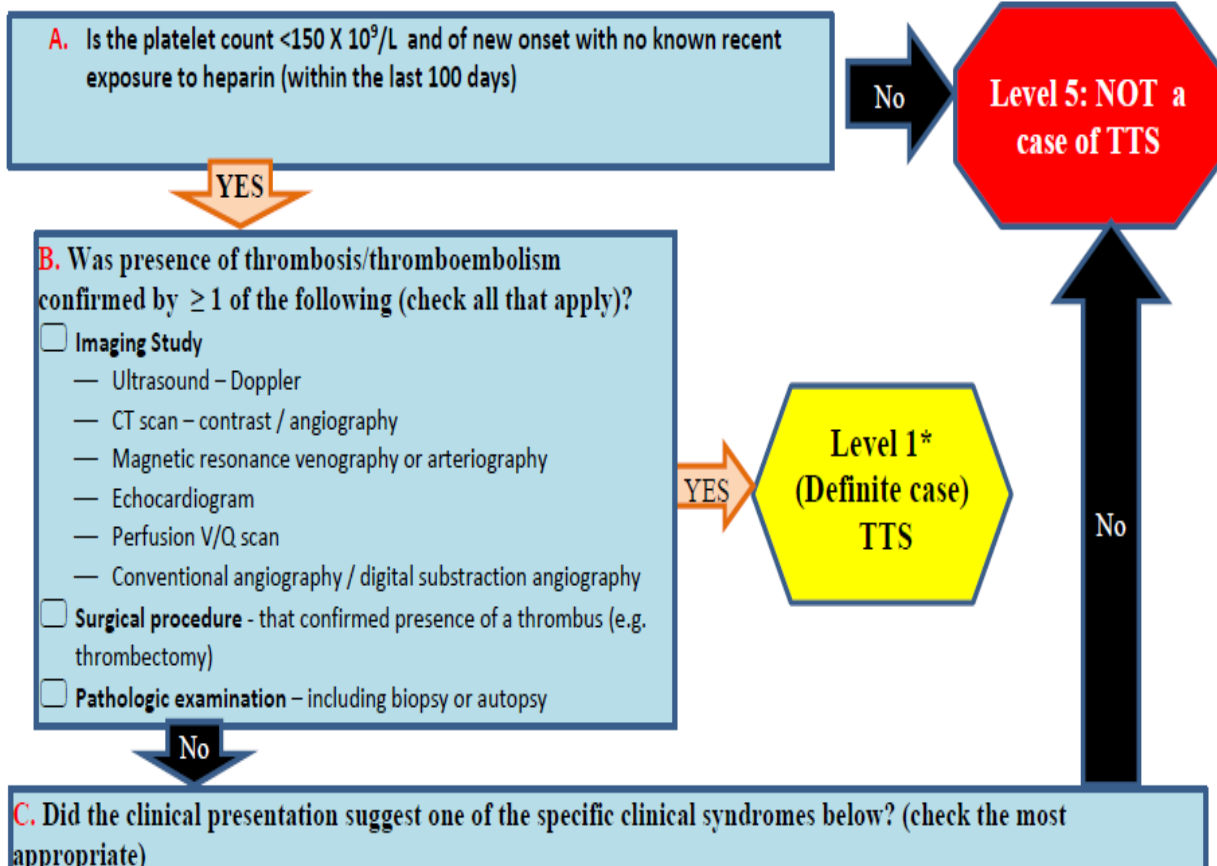 A. Is the platelet count <150 X 10⁹/L and of new onset with no known recent
exposure to heparin (within the last 100 days)
No
Level 5: NOT a
case of TTS
YES
B. Was presence of thrombosis/thromboembolism
confirmed by ≥ 1 of the following (check all that apply)?
Imaging Study
— Ultrasound – Doppler
— CT scan – contrast / angiography
— Magnetic resonance venography or arteriography
— Echocardiogram
— Perfusion V/Q scan
— Conventional angiography / digital substraction angiography
Surgical procedure - that confirmed presence of a thrombus (e.g.
thrombectomy)
Pathologic examination – including biopsy or autopsy
YES
Level 1*
(Definite case)
TTS
No
No
C. Did the clinical presentation suggest one of the specific clinical syndromes below? (check the most
appropriate)